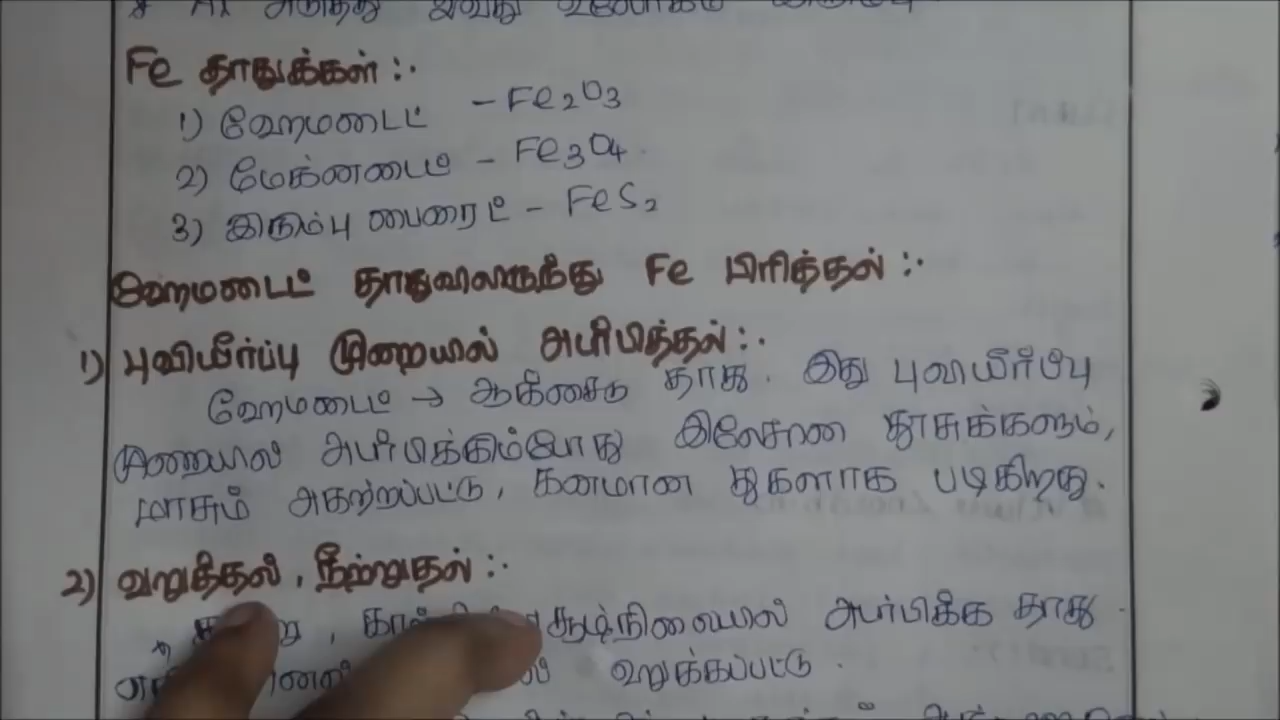 Fe தாதுக்கள் :.
1) ஹேமடைட் - Fe2O3
2) மேக்னடைட் - Fe3O4
3) இரும்பு பைரைட் - FeS2
ஹேமடைட் தாதுவிலிருந்து Fe பிரித்தல் :.
1) புவியீர்ப்பு முறையில் அடர்பித்தல் :.
ஹேமடைட் → ஆக்சைடு தாது. இது புவியீர்ப்பு
முறையில் அடர்பிக்கும்போது இலேசான தூசுக்களும்,
மாசும் அகற்றப்பட்டு, கனமான துகளாக படிகிறது.
2) வறுத்தல், நீற்றுதல் :.
சூழ்நிலையில் அடர்பிக்க தாது
வறுக்கப்பட்டு.